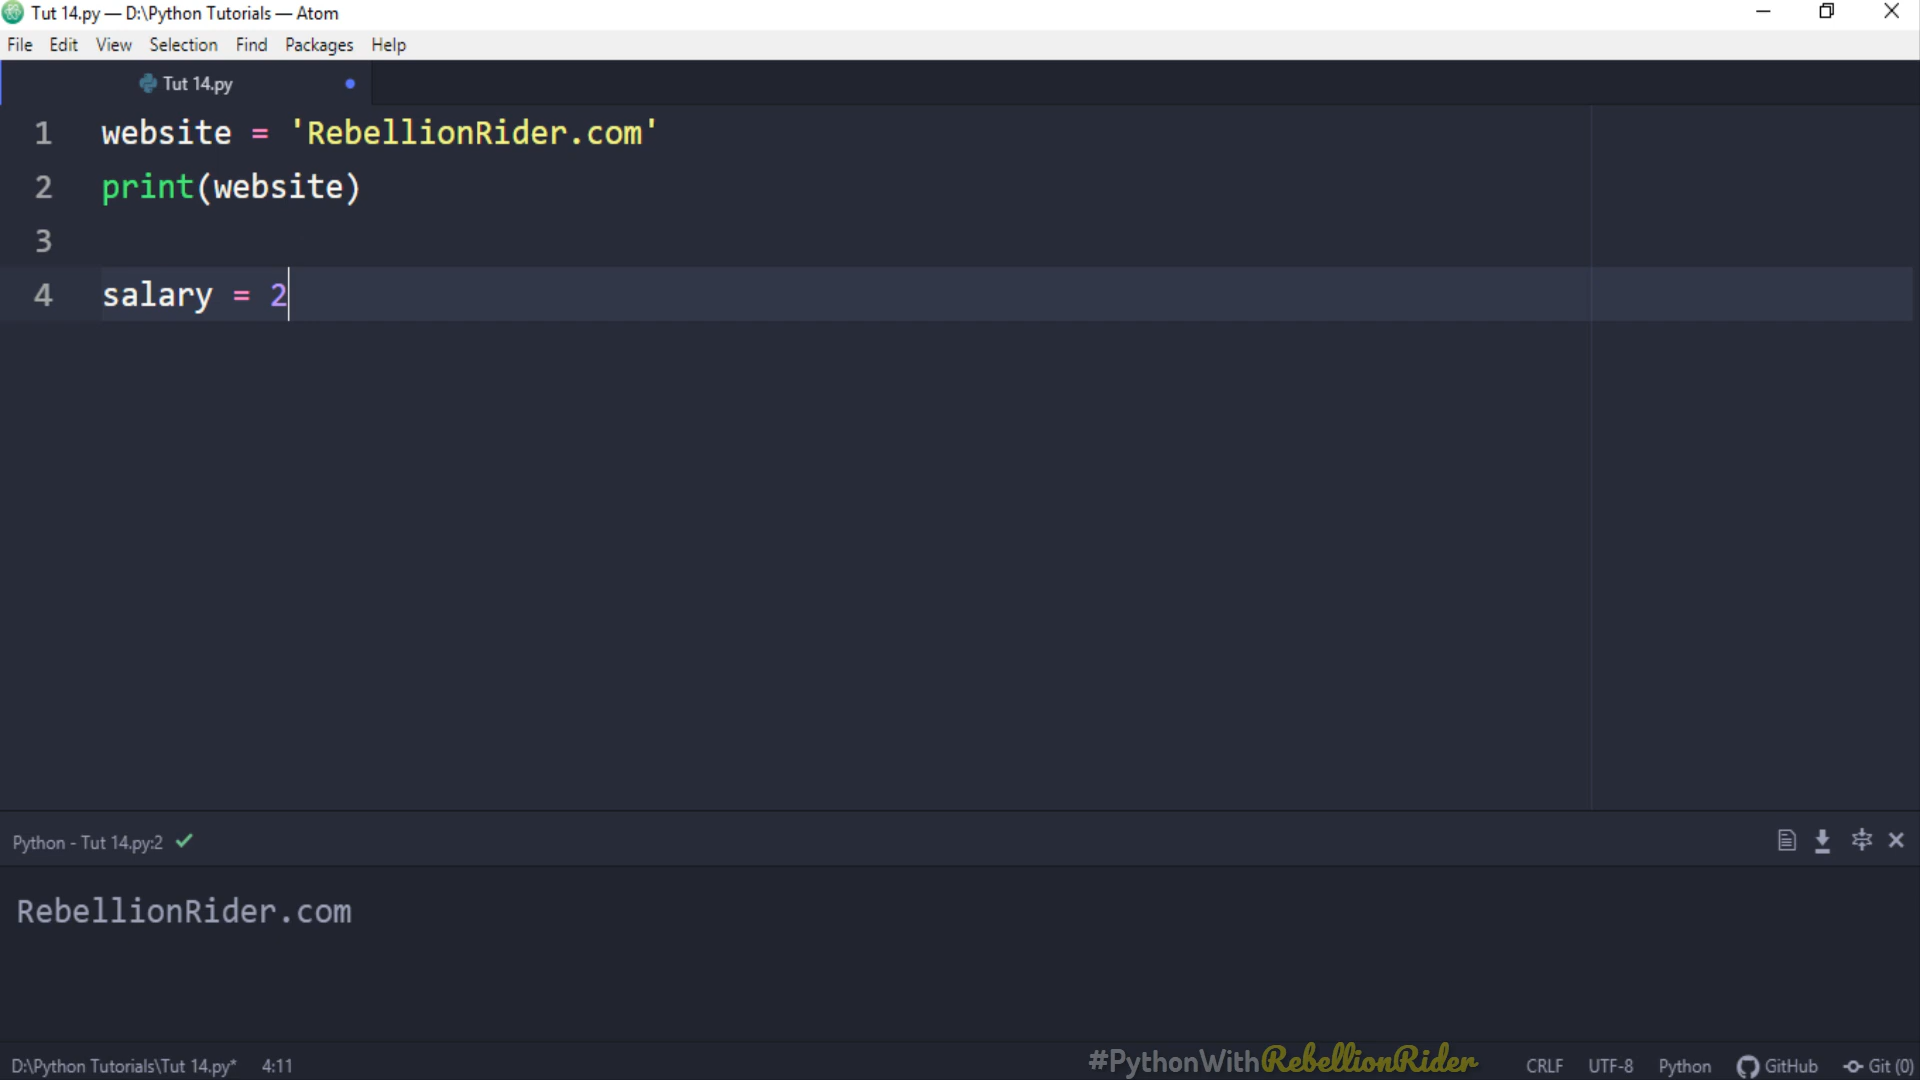 Tut 14.py — D:\Python Tutorials — Atom
File Edit View Selection Find Packages Help
Tut 14.py
1 website = 'RebellionRider.com'
2 print(website)
3
4 salary = 2
Python - Tut 14.py:2
RebellionRider.com
D:\Python Tutorials\Tut 14.py* 4:11 #PythonWithRebellionRider CRLF UTF-8 Python GitHub Git (0)